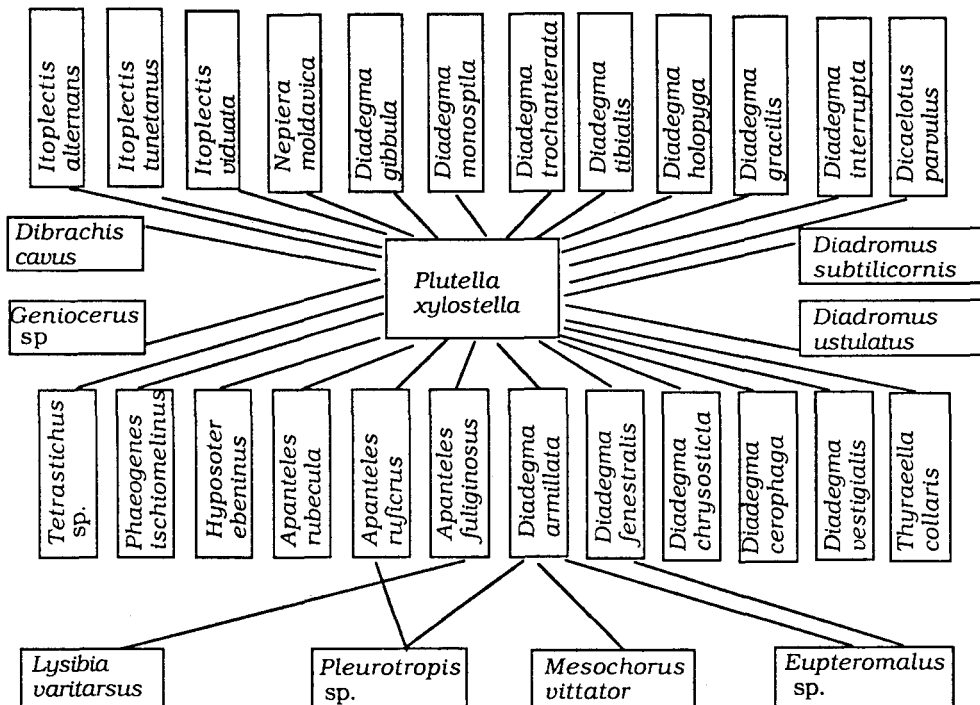 Itoplectis
alternans
Itoplectis
tunetanus
Itoplectis
viduata
Nepiera
moldavica
Diadegma
gibbula
Diadegma
monospila
Diadegma
trochanterata
Diadegma
tibialis
Diadegma
holopyga
Diadegma
gracilis
Diadegma
interrupta
Dicaelotus
parvulus
Dibrachis
cavus
Plutella
xylostella
Diadromus
subtilicornis
Geniocerus
sp
Diadromus
ustulatus
Tetrastichus
sp.
Phaeogenes
ischiomelinus
Hyposoter
ebeninus
Apanteles
rubecula
Apanteles
ruficrus
Apanteles
fuliginosus
Diadegma
armillata
Diadegma
fenestralis
Diadegma
chrysosticta
Diadegma
cerophaga
Diadegma
vestigialis
Thyraeella
collaris
Lysibia
varitarsus
Pleurotropis
sp.
Mesochorus
vittator
Eupteromalus
sp.